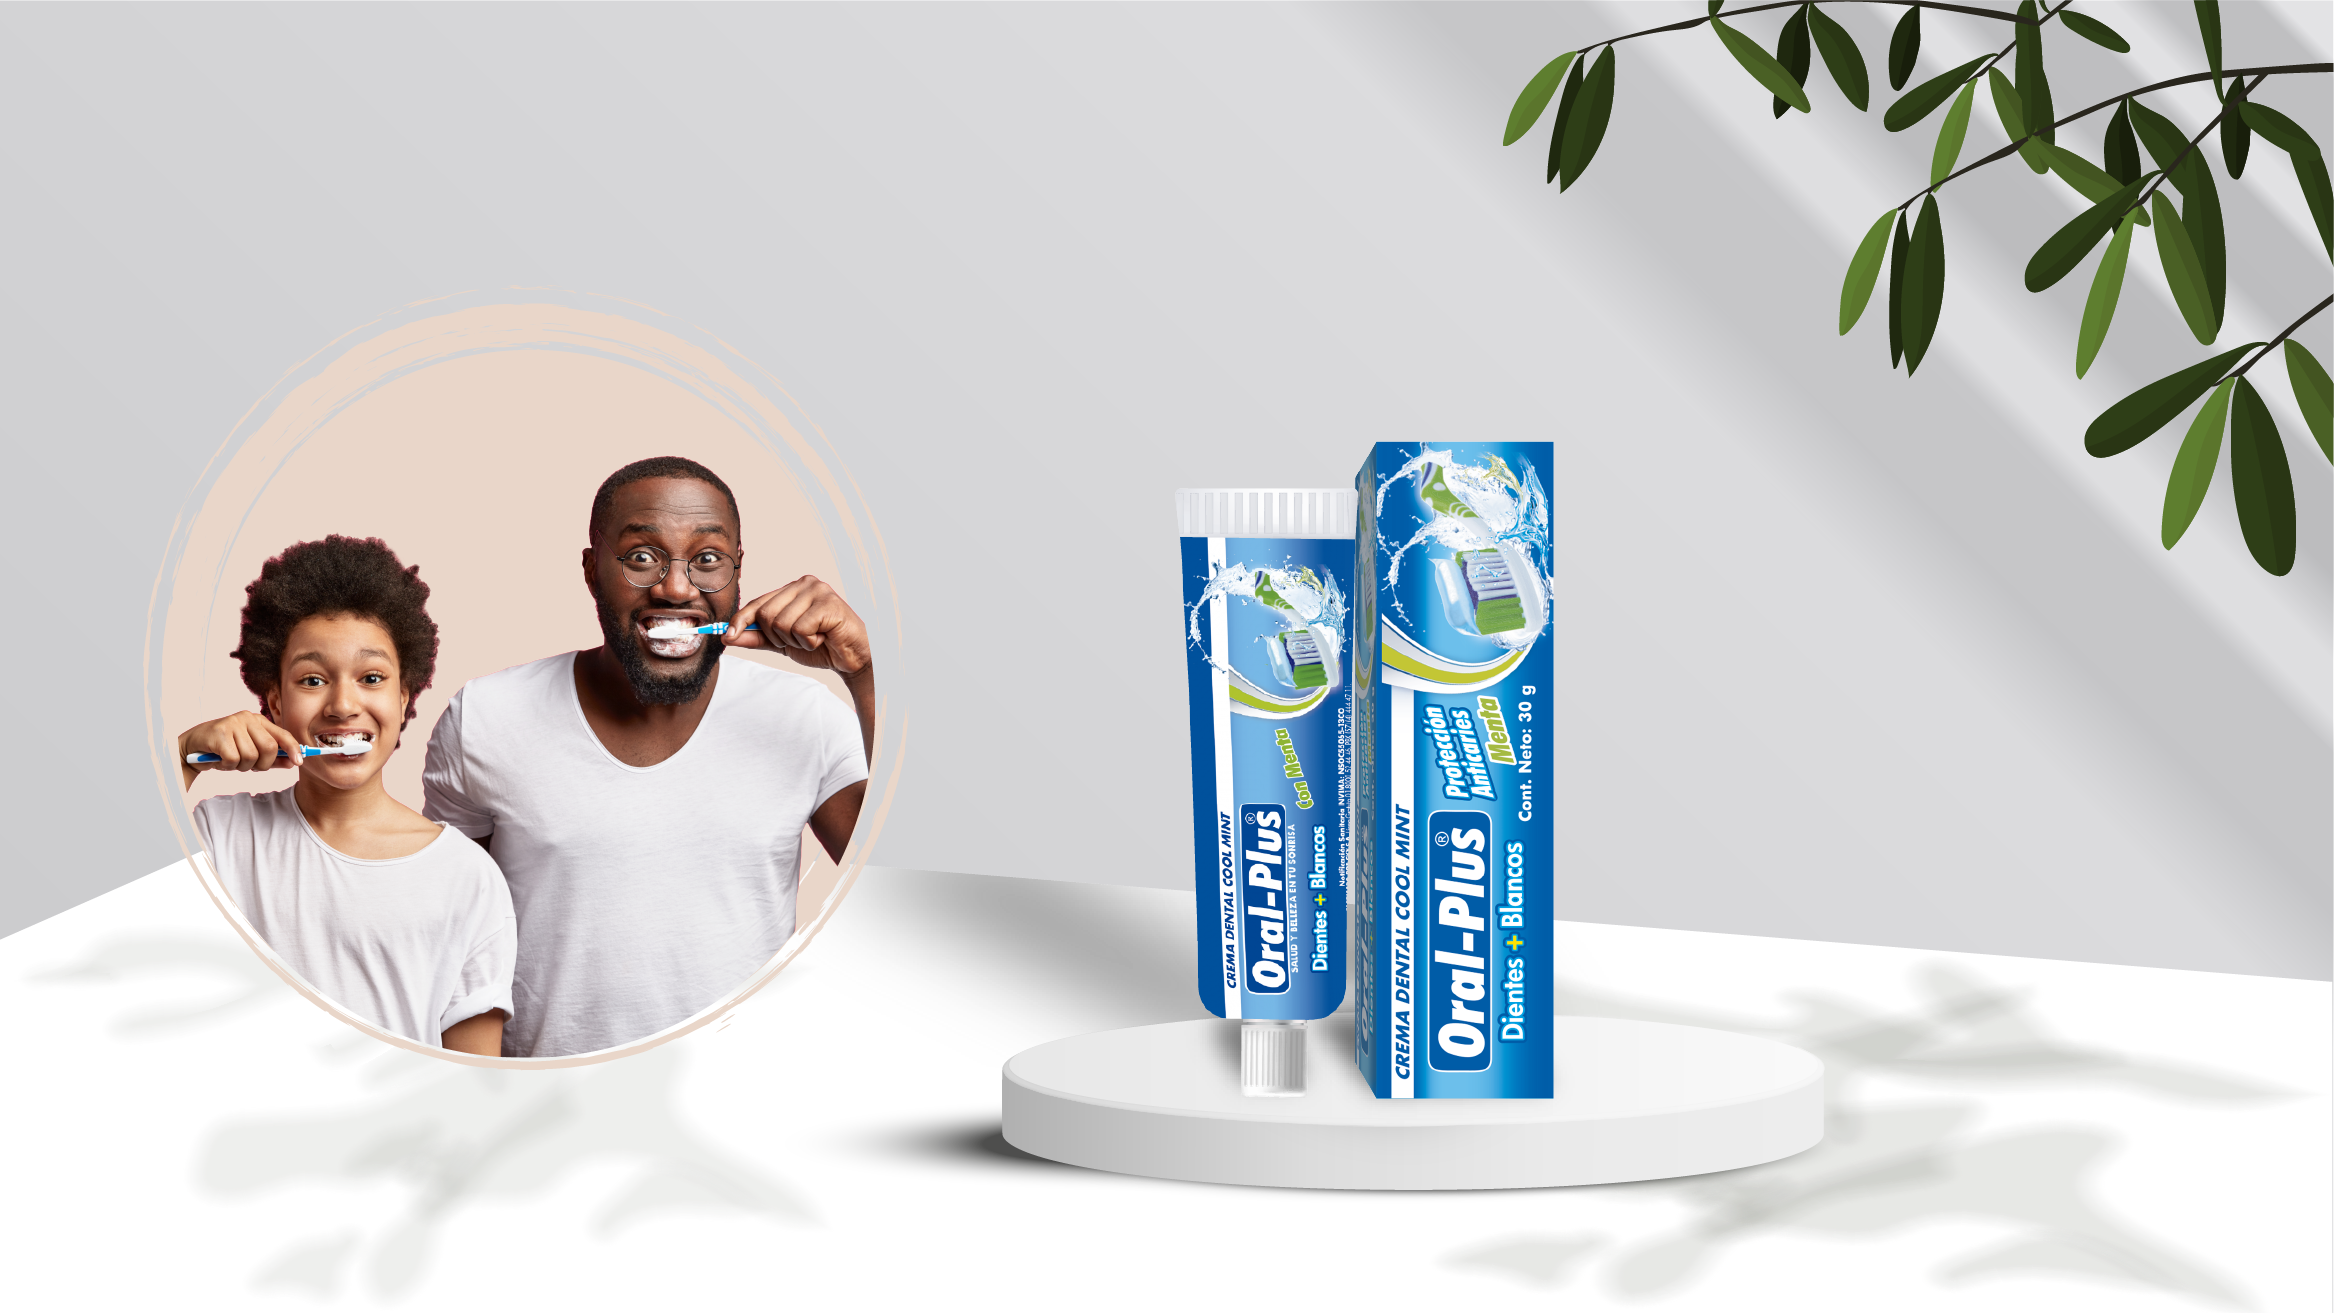 CREMA DENTAL COOL MINT
Oral-Plus®
SALUD Y BELLEZA EN TU SONRISA
Con Menta
Dientes + Blancos
CREMA DENTAL COOL MINT
Oral-Plus®
Protección
Anticaries
Menta
Dientes + Blancos
Cont. Neto: 30 g